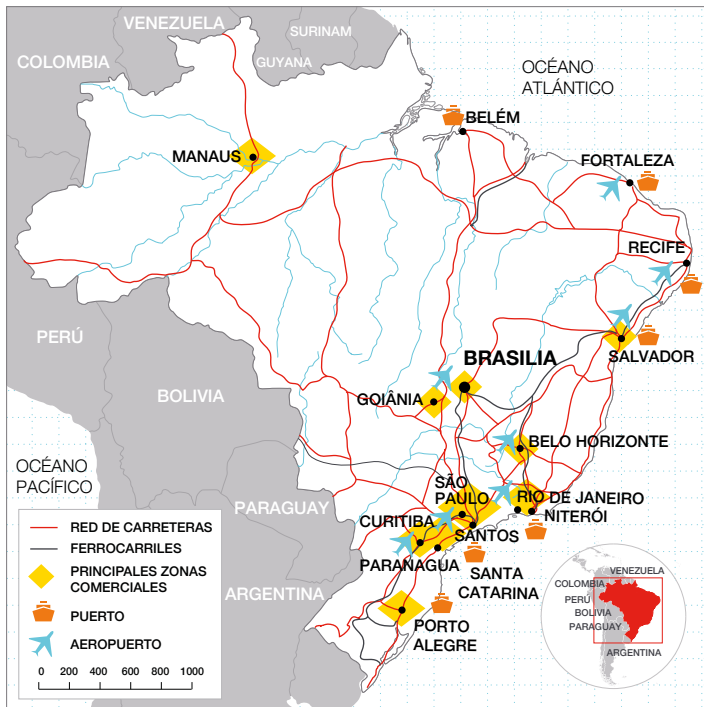 VENEZUELA
SURINAM
COLOMBIA
GUYANA
OCÉANO
ATLÁNTICO
BELÉM
MANAUS
FORTALEZA
RECIFE
PERÚ
BRASILIA
SALVADOR
BOLIVIA
GOIÂNIA
BELO HORIZONTE
OCÉANO
PACÍFICO
SÃO
PAULO
RIO DE JANEIRO
PARAGUAY
CURITIBA
NITERÓI
SANTOS
PARAÑAGUA
SANTA
CATARINA
ARGENTINA
PORTO
ALEGRE
RED DE CARRETERAS
FERROCARRILES
PRINCIPALES ZONAS
COMERCIALES
PUERTO
AEROPUERTO
0 200 400 600 800 1000
VENEZUELA
COLOMBIA
PERÚ
BOLIVIA
PARAGUAY
ARGENTINA